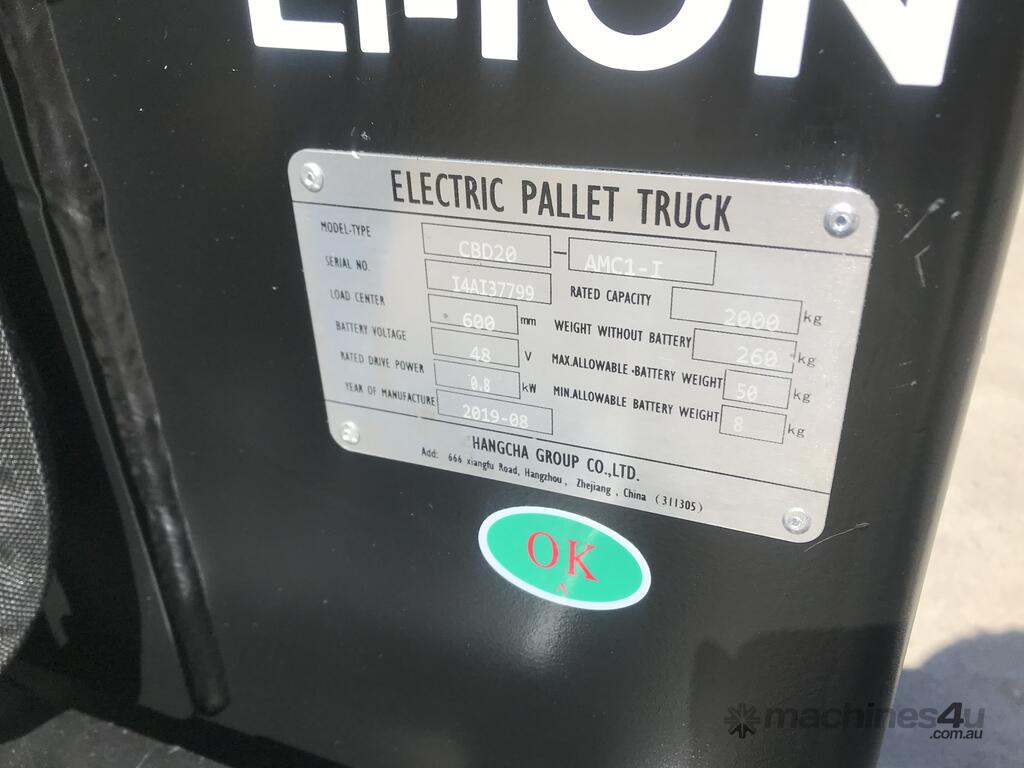 ELECTRIC PALLET TRUCK
MODEL-TYPE CBD20 - AMC1-I
SERIAL NO. I4AI37799 RATED CAPACITY 2000 kg
LOAD CENTER 600 mm WEIGHT WITHOUT BATTERY 260 kg
BATTERY VOLTAGE 48 V MAX.ALLOWABLE BATTERY WEIGHT 50 kg
RATED DRIVE POWER 0.8 kW MIN.ALLOWABLE BATTERY WEIGHT 8 kg
YEAR OF MANUFACTURE 2019-08
HANGCHA GROUP CO.,LTD.
Add: 666 xiangfu Road, Hangzhou, Zhejiang, China (311305)
OK
machines4u
.com.au